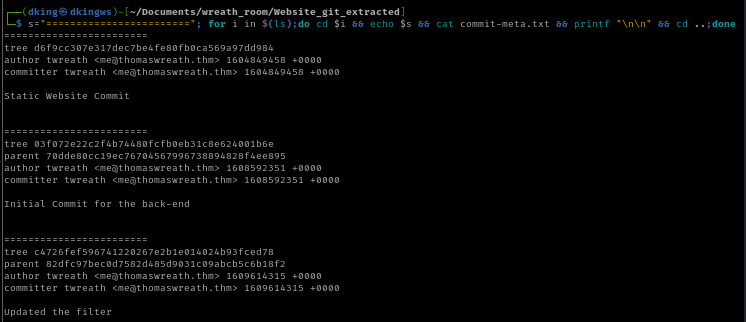 ┌──(dking㉿dkingws)-[~/Documents/wreath_room/Website_git_extracted]
└─$ s="========================="; for i in $(ls);do cd $i && echo $s && cat commit-meta.txt && printf "\n\n" && cd ..;done
=========================
tree d6f9cc307e317dec7be4fe80fb0ca569a97dd984
author twreath <me@thomaswreath.thm> 1604849458 +0000
committer twreath <me@thomaswreath.thm> 1604849458 +0000
Static Website Commit
=========================
tree 03f072e22c2f4b74480fcfb0eb31c8e624001b6e
parent 70dde80cc19ec76704567996738894828f4ee895
author twreath <me@thomaswreath.thm> 1608592351 +0000
committer twreath <me@thomaswreath.thm> 1608592351 +0000
Initial Commit for the back-end
=========================
tree c4726fef596741220267e2b1e014024b93fced78
parent 82dfc97bec0d7582d485d9031c09abcb5c6b18f2
author twreath <me@thomaswreath.thm> 1609614315 +0000
committer twreath <me@thomaswreath.thm> 1609614315 +0000
Updated the filter